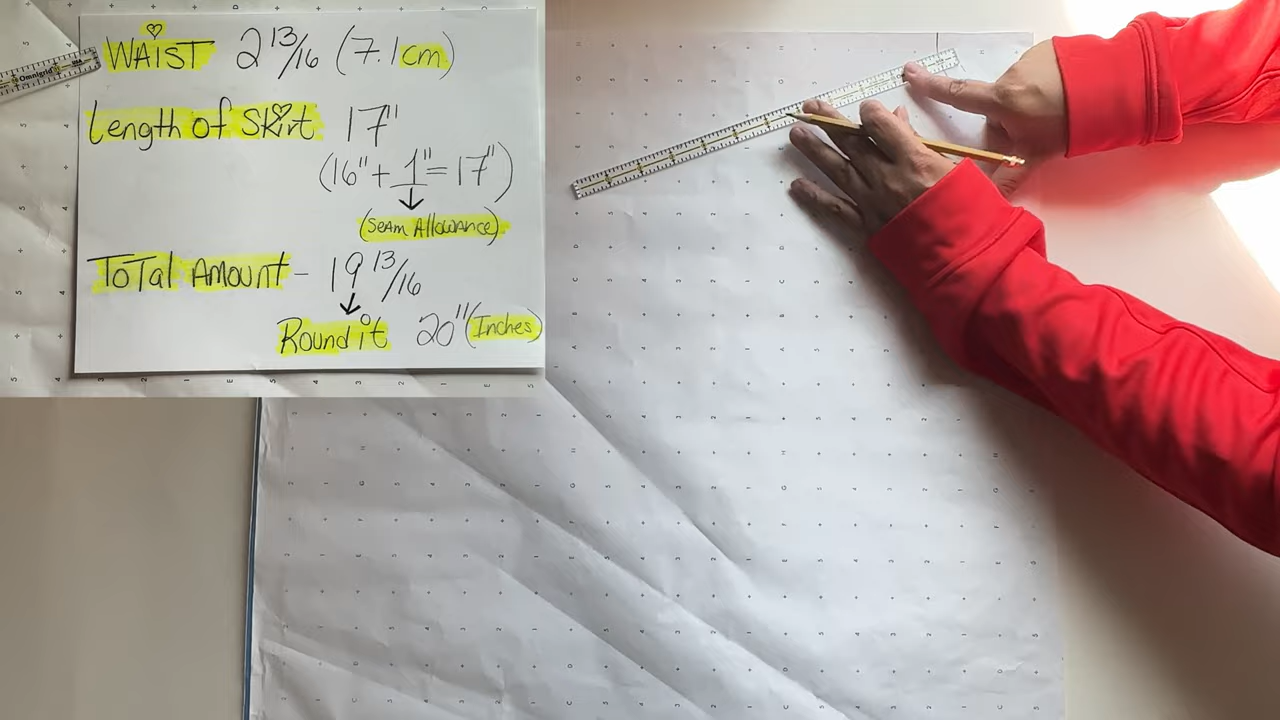 WAIST 2 13/16 (7.1cm)
Length of Skirt 17"
(16" + 1" = 17")
(Seam Allowance)
Total Amount - 19 13/16
Round it 20" (Inches)
Omnigrid